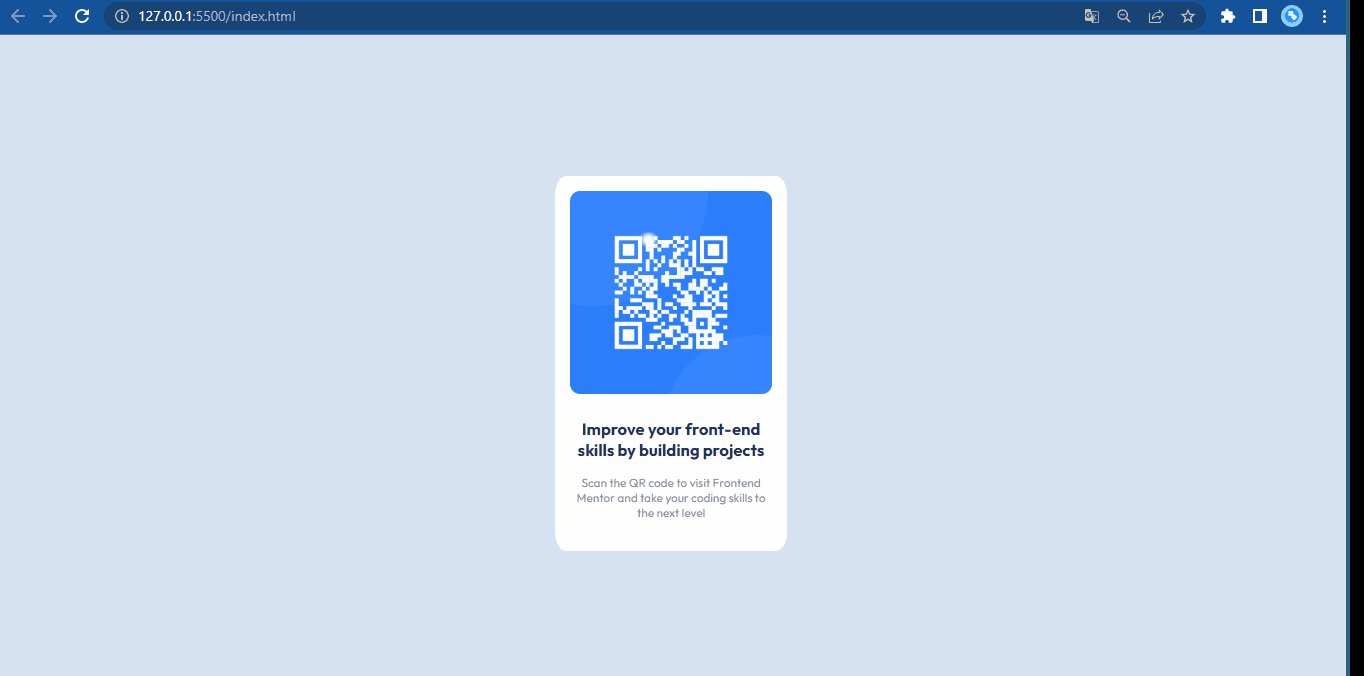 127.0.0.1:5500/index.html
Improve your front-end
skills by building projects
Scan the QR code to visit Frontend
Mentor and take your coding skills to
the next level